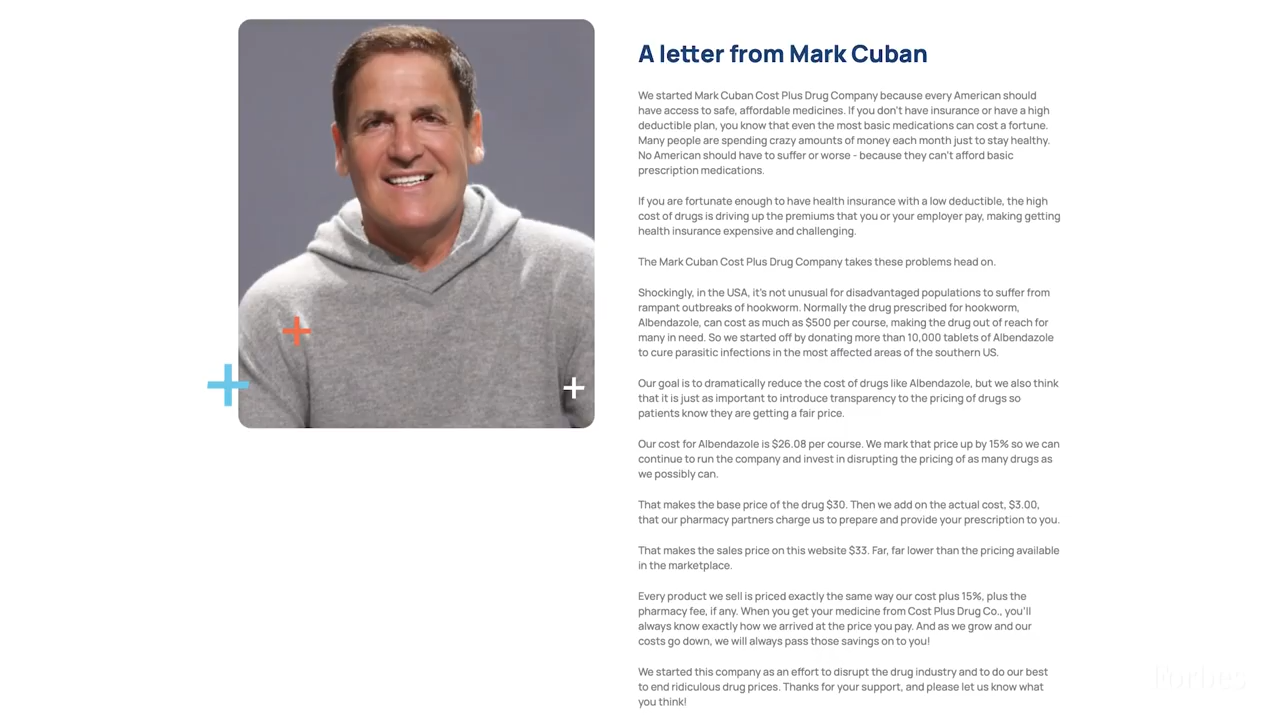 A letter from Mark Cuban
We started Mark Cuban Cost Plus Drug Company because every American should
have access to safe, affordable medicines. If you don't have insurance or have a high
deductible plan, you know that even the most basic medications can cost a fortune.
Many people are spending crazy amounts of money each month just to stay healthy.
No American should have to suffer or worse - because they can't afford basic
prescription medications.
If you are fortunate enough to have health insurance with a low deductible, the high
cost of drugs is driving up the premiums that you or your employer pay, making getting
health insurance expensive and challenging.
The Mark Cuban Cost Plus Drug Company takes these problems head on.
Shockingly, in the USA, it's not unusual for disadvantaged populations to suffer from
rampant outbreaks of hookworm. Normally the drug prescribed for hookworm,
Albendazole, can cost as much as $500 per course, making the drug out of reach for
many in need. So we started off by donating more than 10,000 tablets of Albendazole
to cure parasitic infections in the most affected areas of the southern US.
Our goal is to dramatically reduce the cost of drugs like Albendazole, but we also think
that it is just as important to introduce transparency to the pricing of drugs so
patients know they are getting a fair price.
Our cost for Albendazole is $26.08 per course. We mark that price up by 15% so we can
continue to run the company and invest in disrupting the pricing of as many drugs as
we possibly can.
That makes the base price of the drug $30. Then we add on the actual cost, $3.00,
that our pharmacy partners charge us to prepare and provide your prescription to you.
That makes the sales price on this website $33. Far, far lower than the pricing available
in the marketplace.
Every product we sell is priced exactly the same way our cost plus 15%, plus the
pharmacy fee, if any. When you get your medicine from Cost Plus Drug Co., you'll
always know exactly how we arrived at the price you pay. And as we grow and our
costs go down, we will always pass those savings on to you!
We started this company as an effort to disrupt the drug industry and to do our best
to end ridiculous drug prices. Thanks for your support, and please let us know what
you think!
Forbes